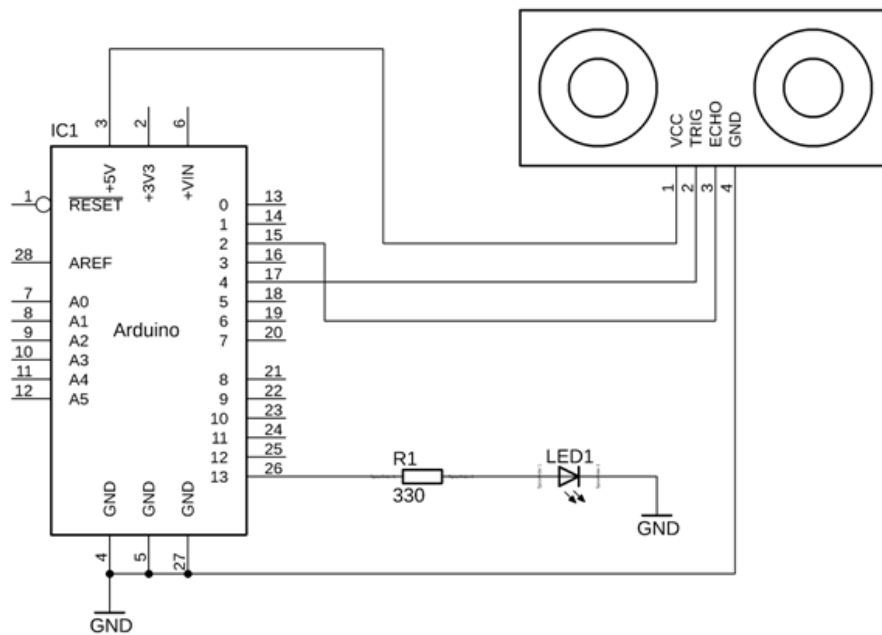 VCC
TRIG
ECHO
GND
1
2
3
4
IC1
3
2
6
+5V
+3V3
+VIN
1 RESET
28 AREF
7 A0
8 A1
9 A2
10 A3
11 A4
12 A5
Arduino
0 13
1 14
2 15
3 16
4 17
5 18
6 19
7 20
8 21
9 22
10 23
11 24
12 25
13 26
GND
GND
GND
4
5
27
GND
R1
330
LED1
GND